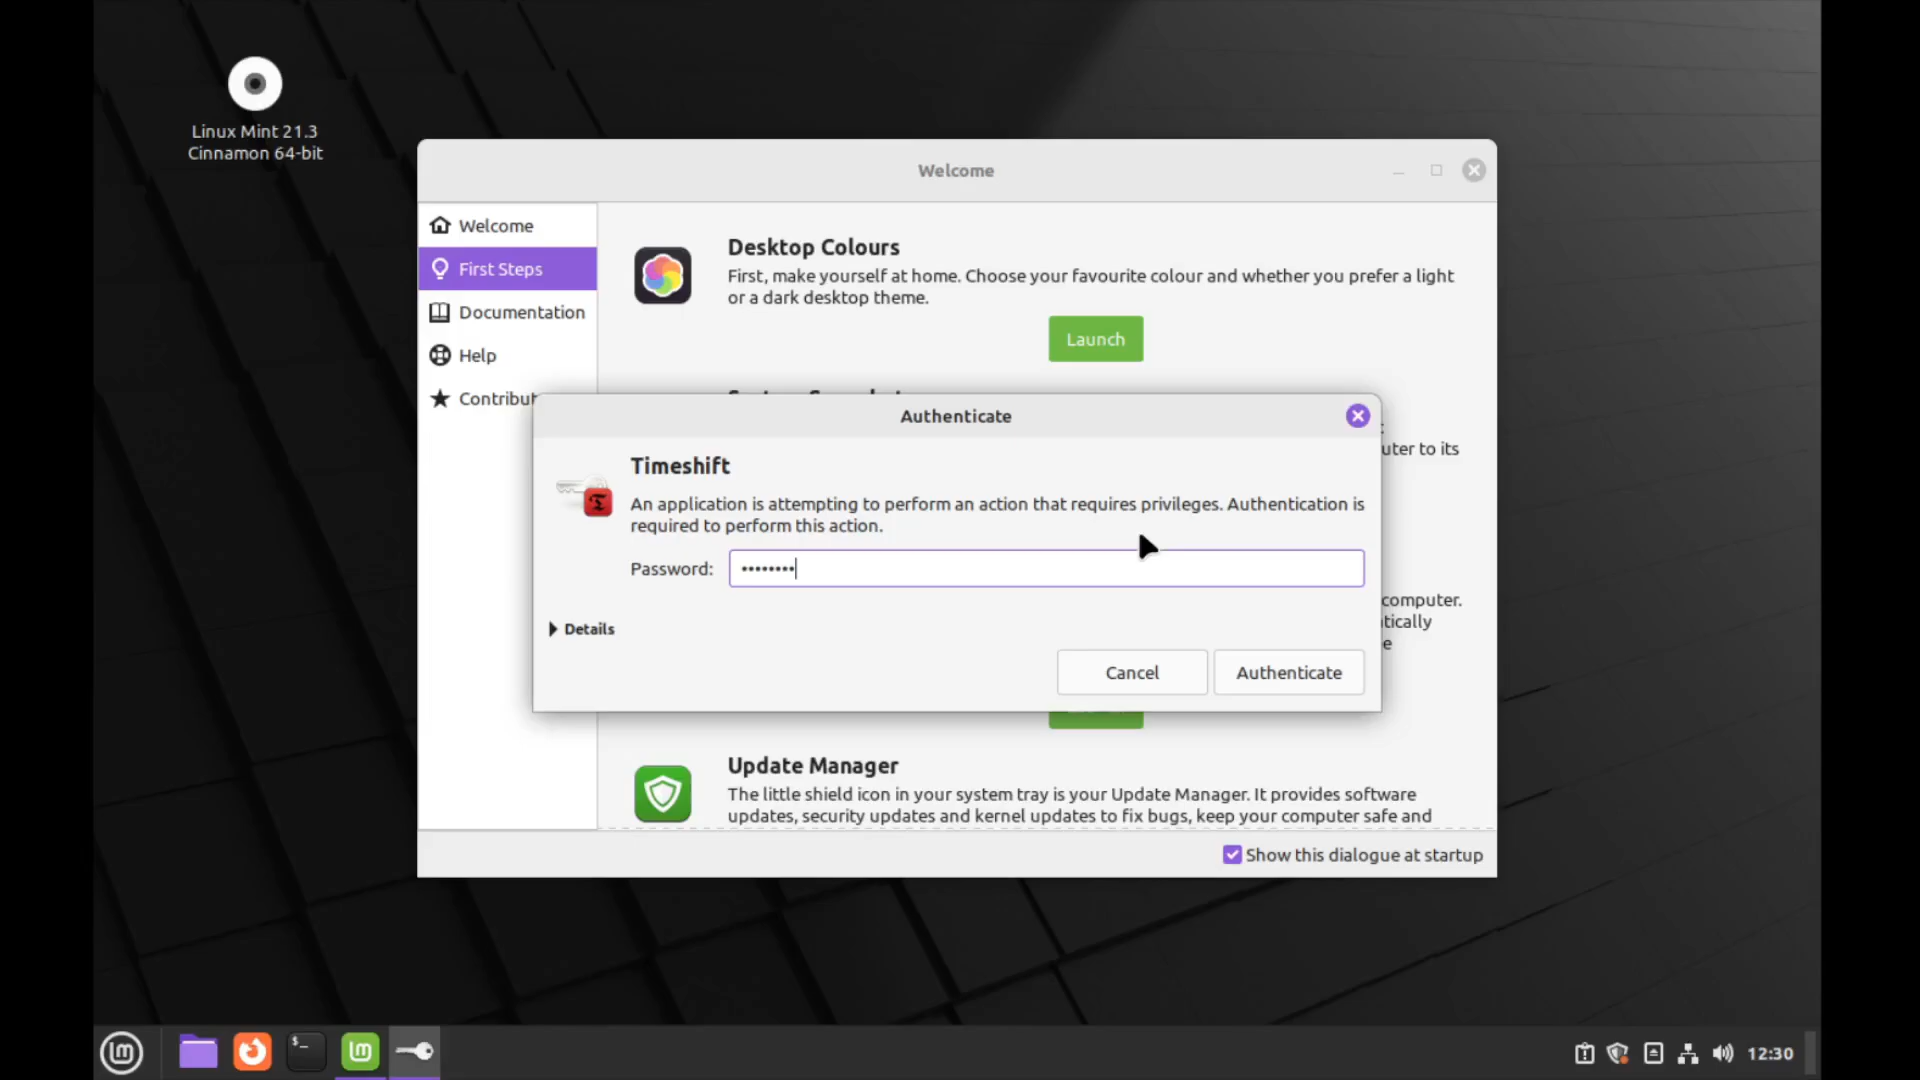 Linux Mint 21.3
Cinnamon 64-bit
Welcome
Welcome
First Steps
Documentation
Help
Desktop Colours
First, make yourself at home. Choose your favourite colour and whether you prefer a light
or a dark desktop theme.
Launch
Authenticate
to its
Timeshift
An application is attempting to perform an action that requires privileges. Authentication is
required to perform this action.
Password: ••••••••
computer.
Details
Cancel
Authenticate
Update Manager
The little shield icon in your system tray is your Update Manager. It provides software
updates, security updates and kernel updates to fix bugs, keep your computer safe and
Show this dialogue at startup
$_
12:30